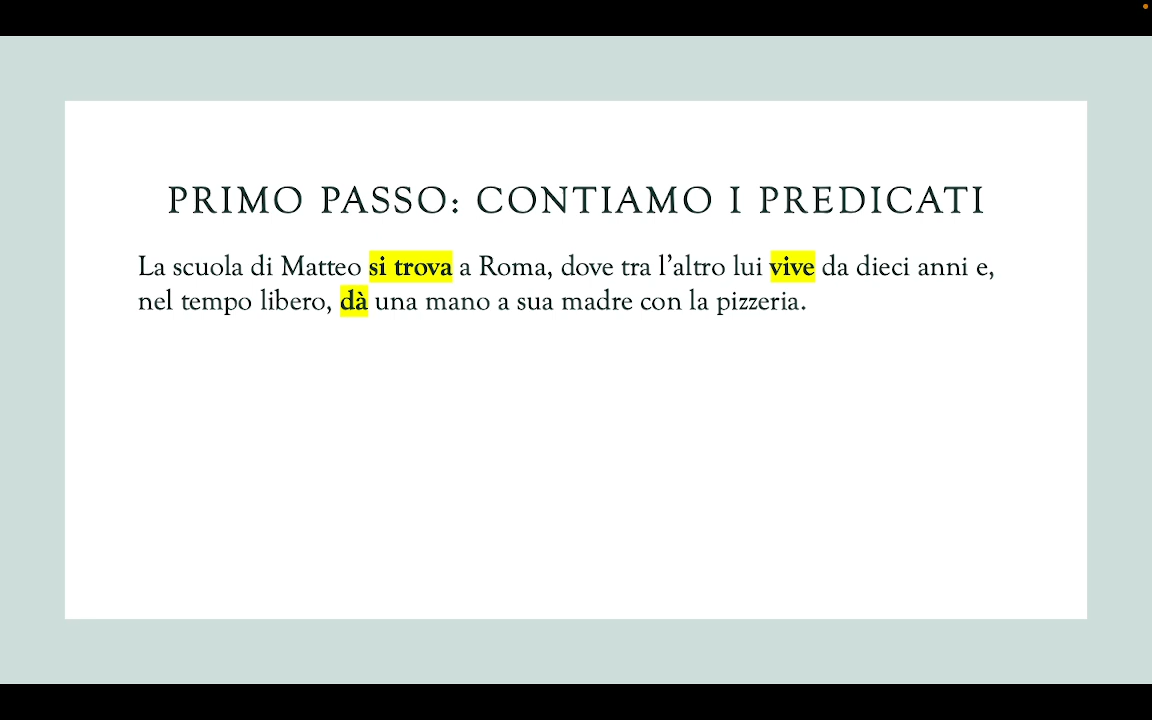 PRIMO PASSO: CONTIAMO I PREDICATI
La scuola di Matteo si trova a Roma, dove tra l’altro lui vive da dieci anni e,
nel tempo libero, dà una mano a sua madre con la pizzeria.